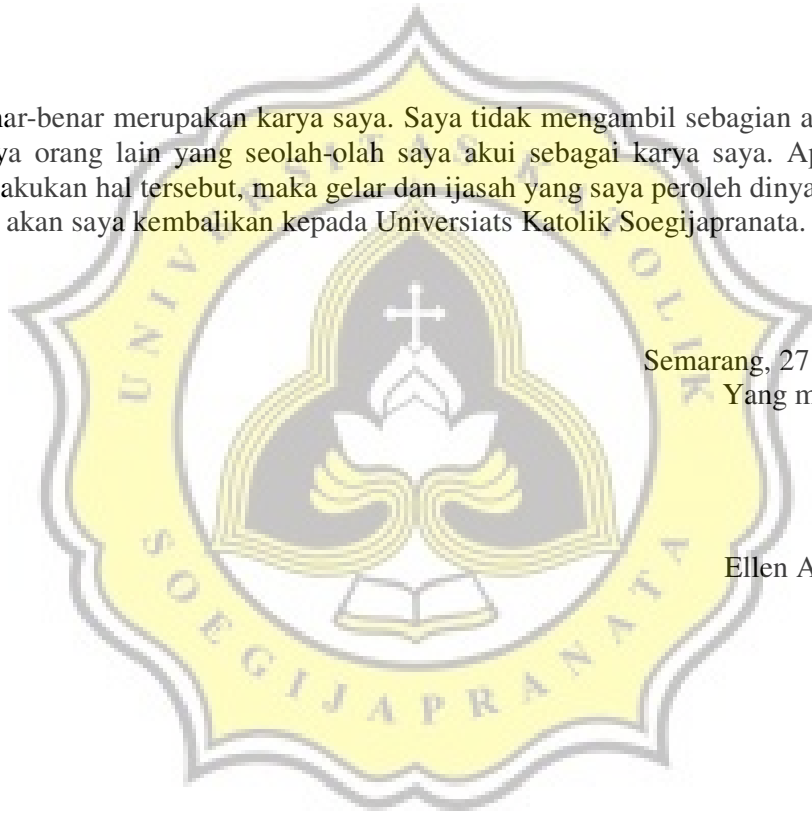 nar-benar merupakan karya saya. Saya tidak mengambil sebagian a
ya orang lain yang seolah-olah saya akui sebagai karya saya. Ap
akukan hal tersebut, maka gelar dan ijasah yang saya peroleh dinya
akan saya kembalikan kepada Universiats Katolik Soegijapranata.
UNIVERSITAS KATOLIK
Semarang, 27
Yang m
Ellen A
SOEGIJAPRANATA